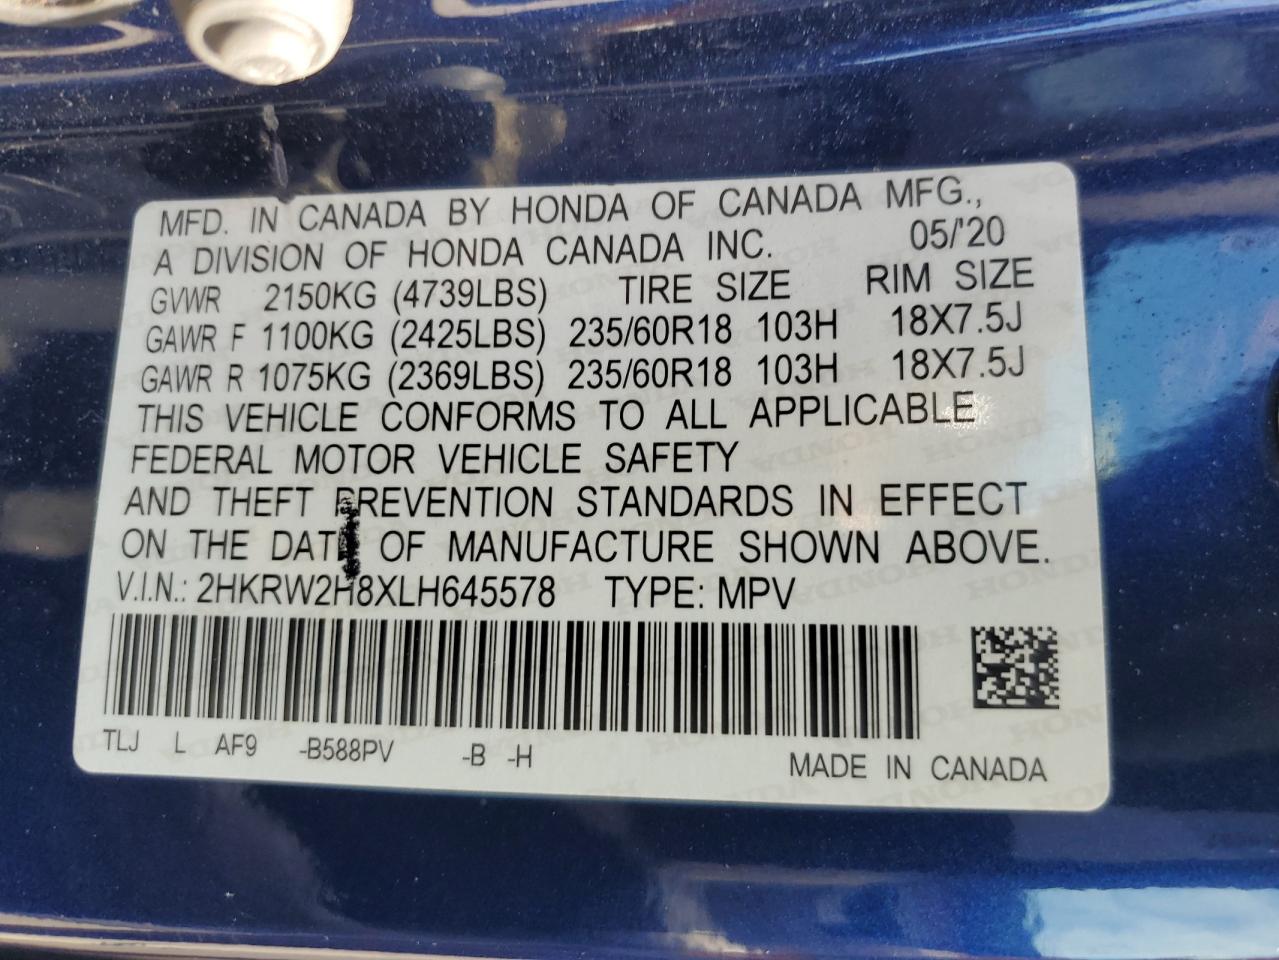 MFD. IN CANADA BY HONDA OF CANADA MFG.,
A DIVISION OF HONDA CANADA INC. 05/'20
GVWR 2150KG (4739LBS) TIRE SIZE RIM SIZE
GAWR F 1100KG (2425LBS) 235/60R18 103H 18X7.5J
GAWR R 1075KG (2369LBS) 235/60R18 103H 18X7.5J
THIS VEHICLE CONFORMS TO ALL APPLICABLE
FEDERAL MOTOR VEHICLE SAFETY
AND THEFT PREVENTION STANDARDS IN EFFECT
ON THE DATE OF MANUFACTURE SHOWN ABOVE.
V.I.N.: 2HKRW2H8XLH645578 TYPE: MPV
TLJ L AF9 -B588PV -B -H MADE IN CANADA